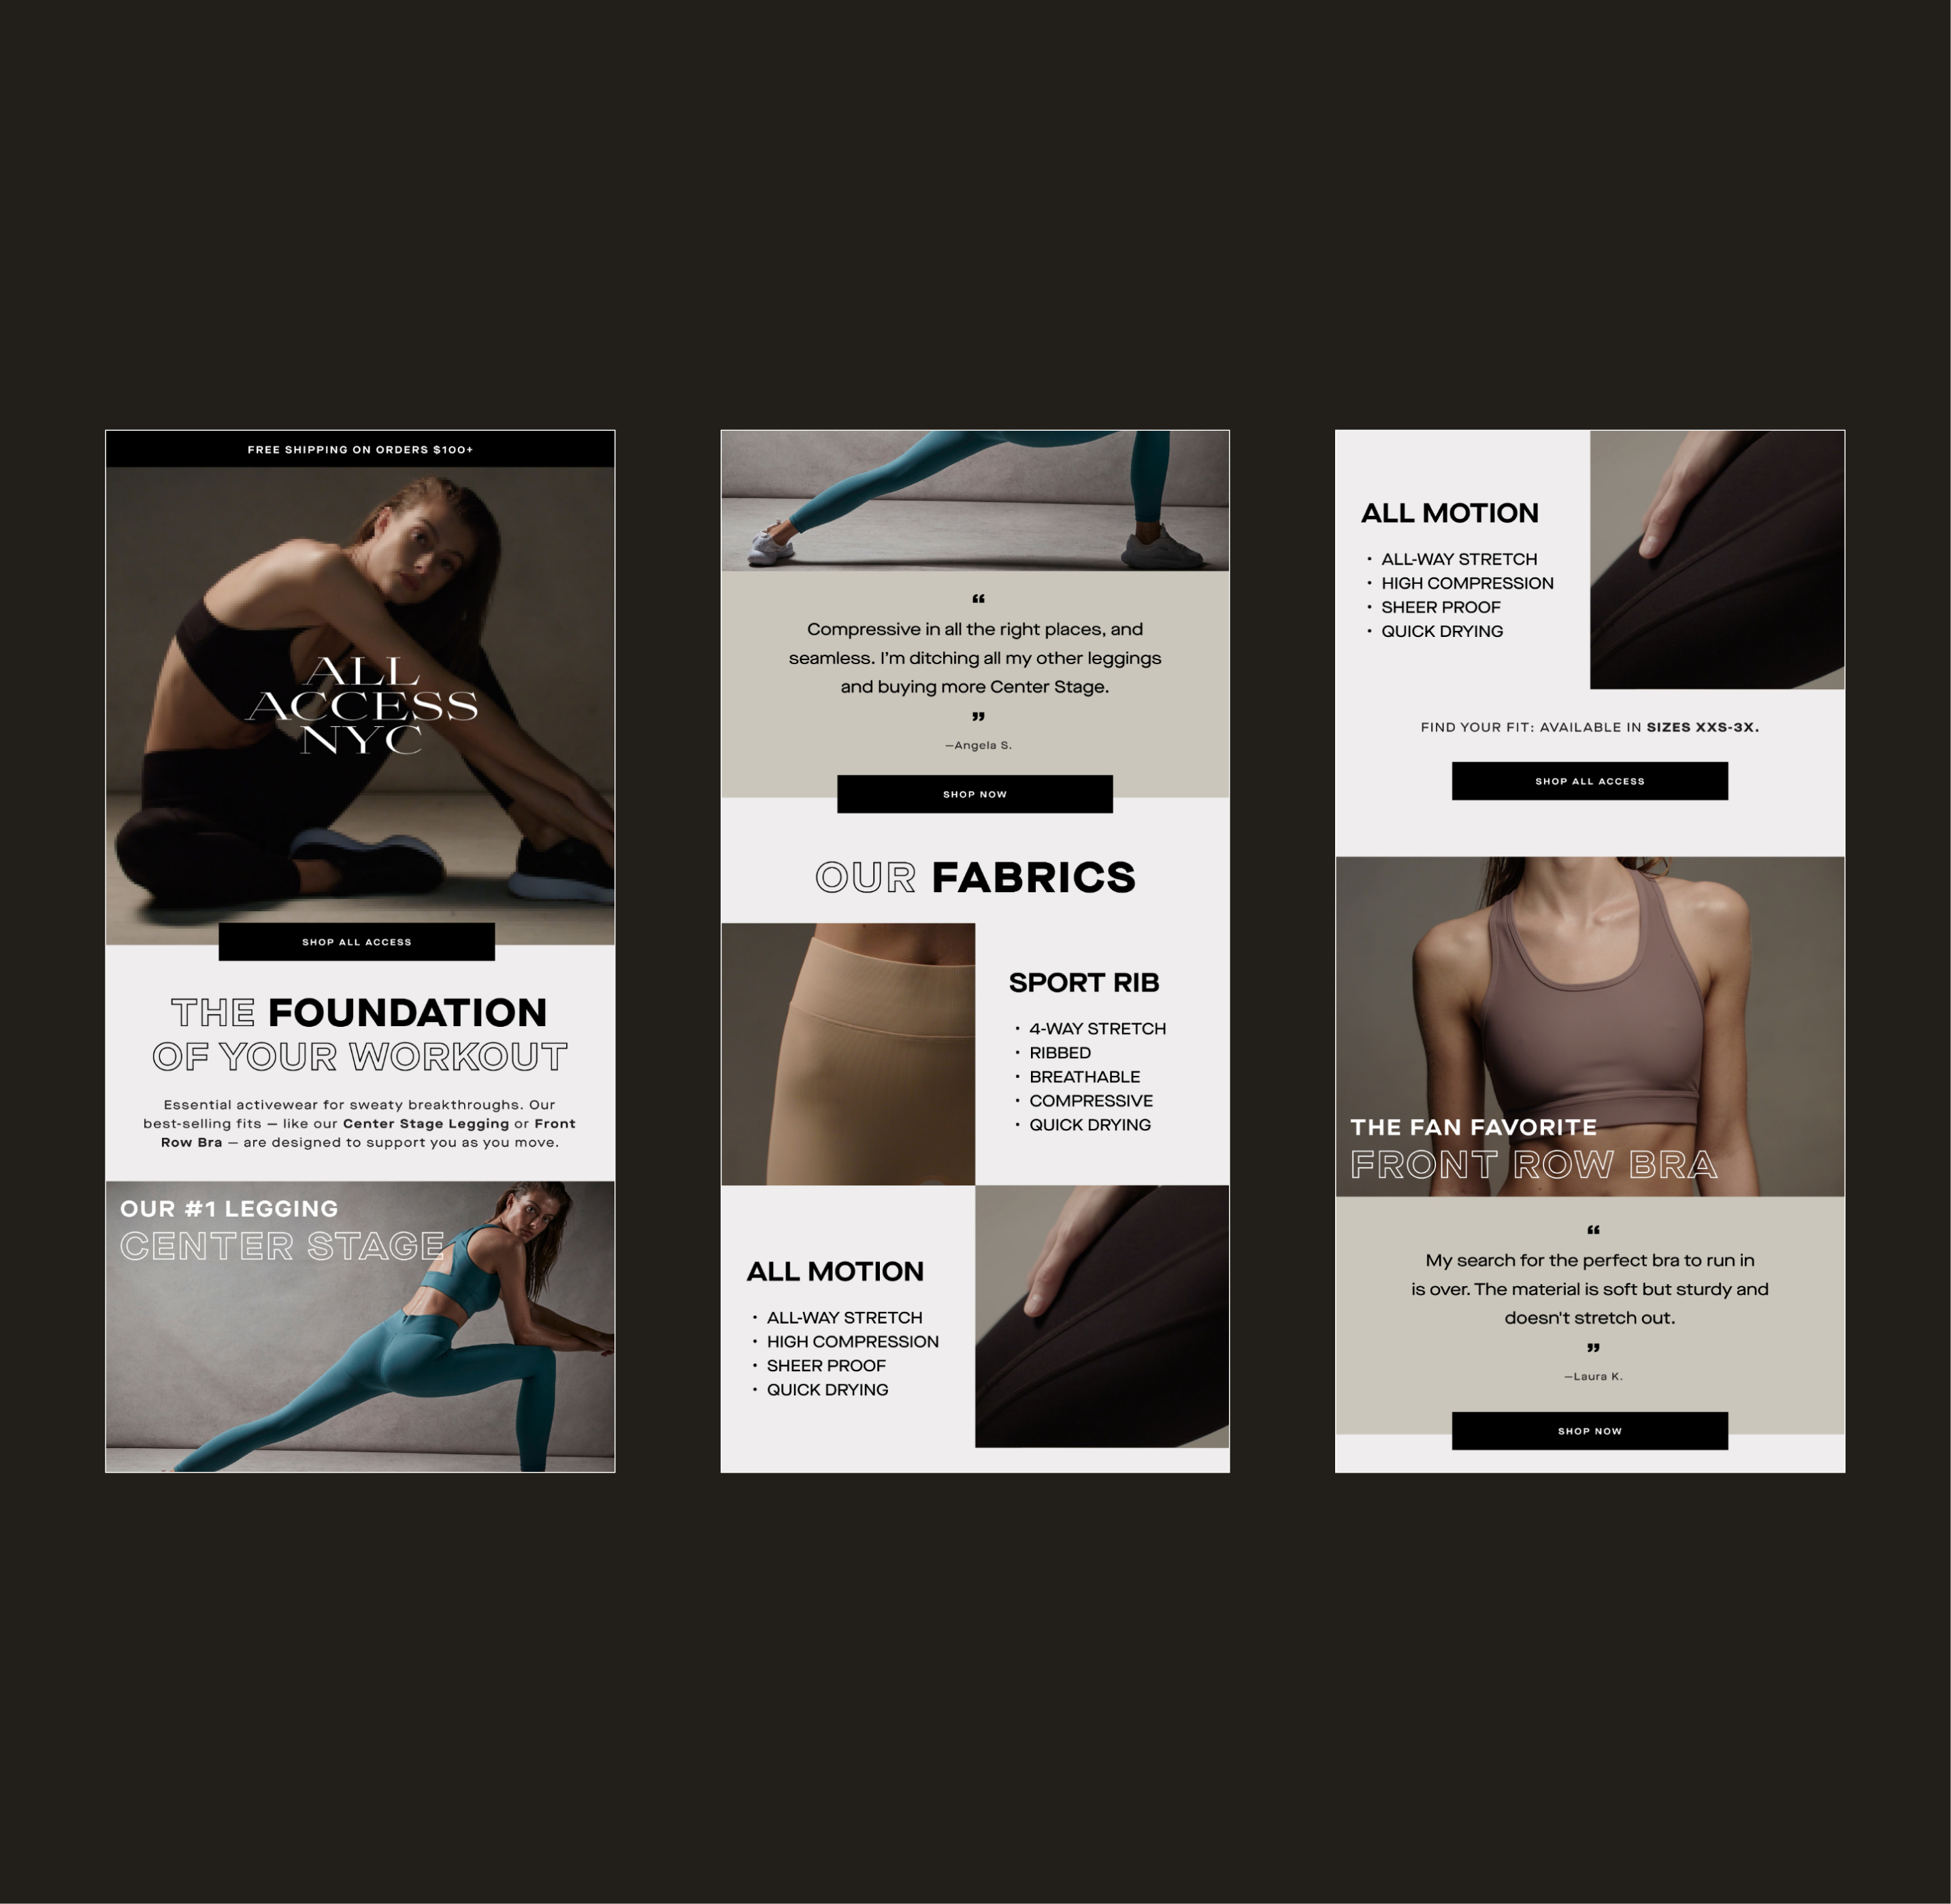 FREE SHIPPING ON ORDERS $100+
ALL
ACCESS
NYC
SHOP ALL ACCESS
THE FOUNDATION
OF YOUR WORKOUT
Essential activewear for sweaty breakthroughs. Our
best-selling fits — like our Center Stage Legging or Front
Row Bra — are designed to support you as you move.
OUR #1 LEGGING
CENTER STAGE
“
Compressive in all the right places, and
seamless. I’m ditching all my other leggings
and buying more Center Stage.
”
—Angela S.
SHOP NOW
OUR FABRICS
SPORT RIB
• 4-WAY STRETCH
• RIBBED
• BREATHABLE
• COMPRESSIVE
• QUICK DRYING
ALL MOTION
• ALL-WAY STRETCH
• HIGH COMPRESSION
• SHEER PROOF
• QUICK DRYING
ALL MOTION
• ALL-WAY STRETCH
• HIGH COMPRESSION
• SHEER PROOF
• QUICK DRYING
FIND YOUR FIT: AVAILABLE IN SIZES XXS-3X.
SHOP ALL ACCESS
THE FAN FAVORITE
FRONT ROW BRA
“
My search for the perfect bra to run in
is over. The material is soft but sturdy and
doesn't stretch out.
”
—Laura K.
SHOP NOW